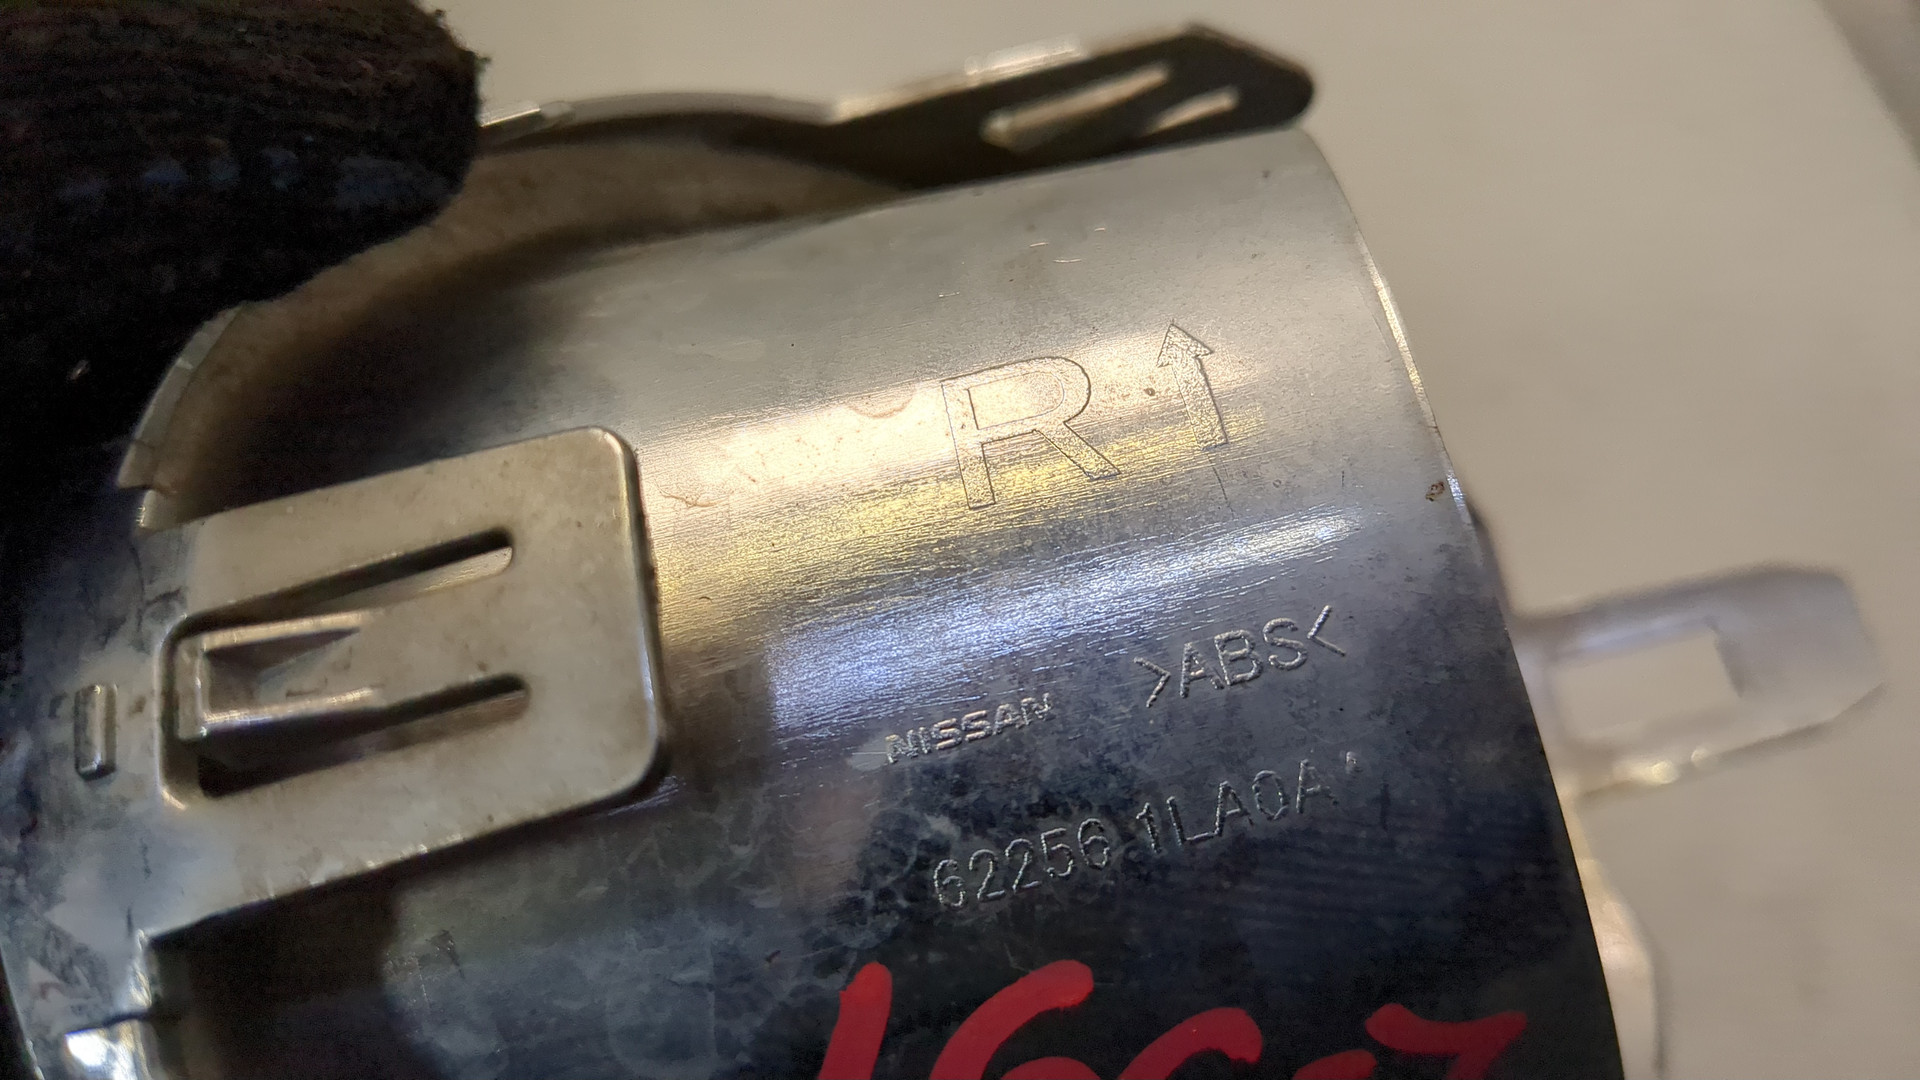 R ↑
>ABS<
NISSAN
62256 1LA0A